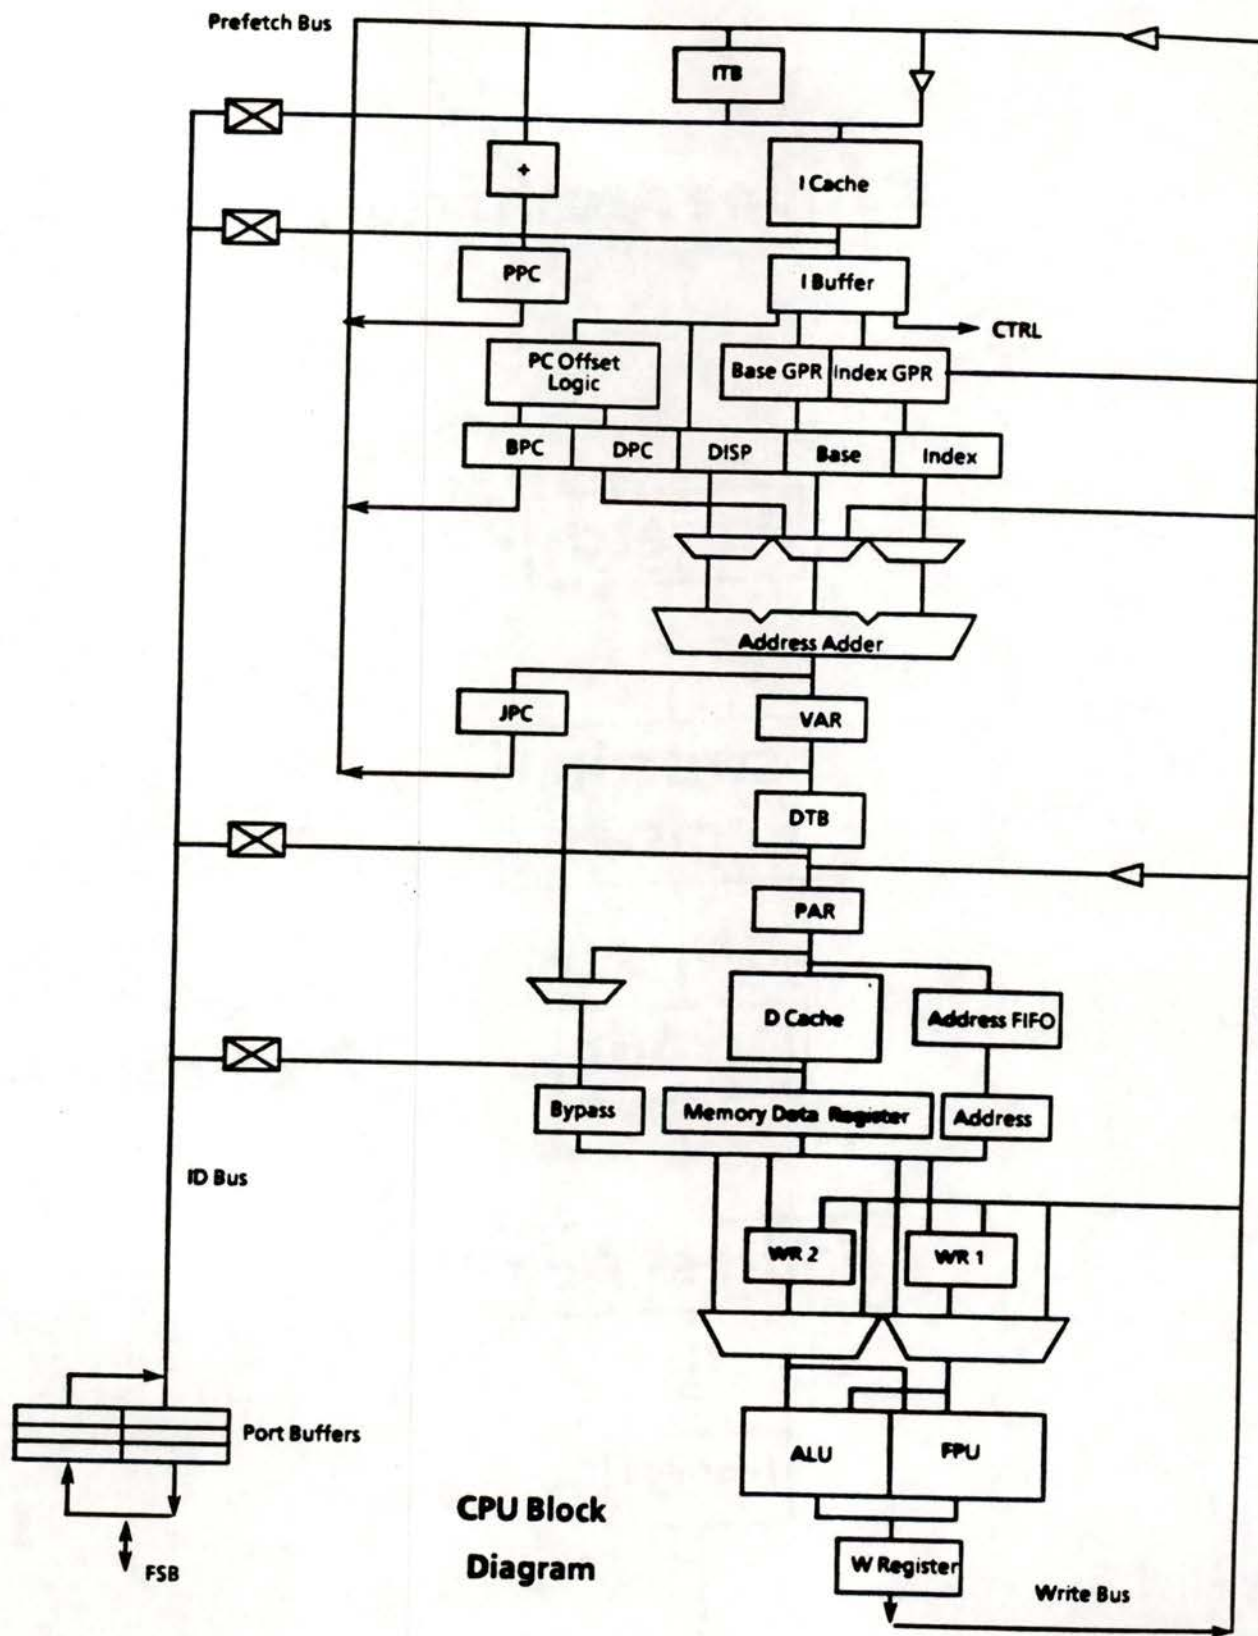 Prefetch Bus
ITB
I Cache
+
PPC
I Buffer
CTRL
PC Offset
Logic
Base GPR
Index GPR
BPC
DPC
DISP
Base
Index
Address Adder
JPC
VAR
DTB
PAR
D Cache
Address FIFO
Bypass
Memory Data Register
Address
ID Bus
WR 2
WR 1
Port Buffers
ALU
FPU
CPU Block
Diagram
FSB
W Register
Write Bus